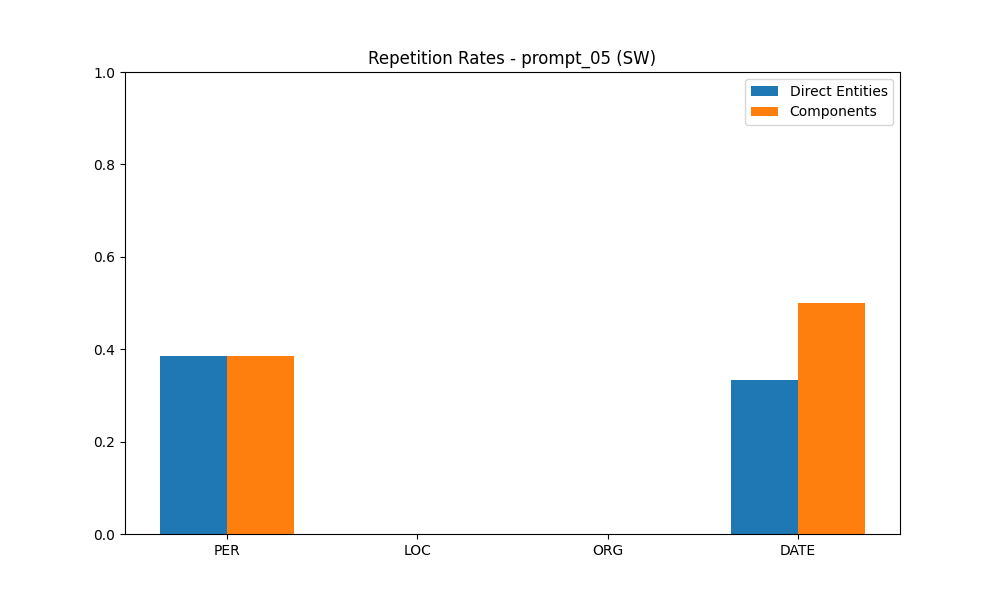 Repetition Rates - prompt_05 (SW)
1.0
0.8
0.6
0.4
0.2
0.0
Direct Entities
Components
PER
LOC
ORG
DATE